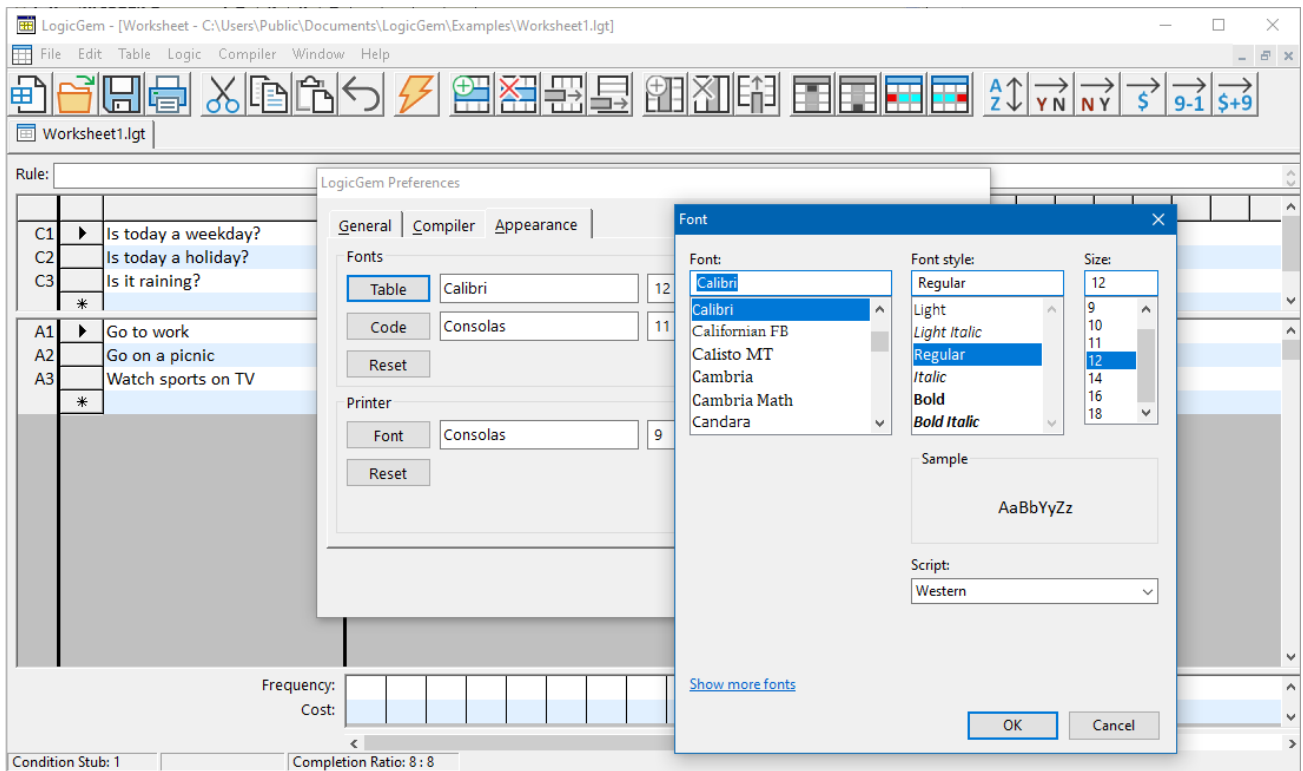 LogicGem - [Worksheet - C:\Users\Public\Documents\LogicGem\Examples\Worksheet1.lgt]
File Edit Table Logic Compiler Window Help
A Z Y N N Y $ 9-1 $+9
Worksheet1.lgt
Rule:
LogicGem Preferences
General Compiler Appearance
Fonts
Table Calibri 12
Code Consolas 11
Reset
Printer
Font Consolas 9
Reset
C1 Is today a weekday?
C2 Is today a holiday?
C3 Is it raining?
*
A1 Go to work
A2 Go on a picnic
A3 Watch sports on TV
*
Font
Font: Font style: Size:
Calibri Regular 12
Calibri
Californian FB
Calisto MT
Cambria
Cambria Math
Candara
Light
Light Italic
Regular
Italic
Bold
Bold Italic
9
10
11
12
14
16
18
Sample
AaBbYyZz
Script:
Western
Show more fonts
OK Cancel
Frequency:
Cost:
Condition Stub: 1 Completion Ratio: 8 : 8